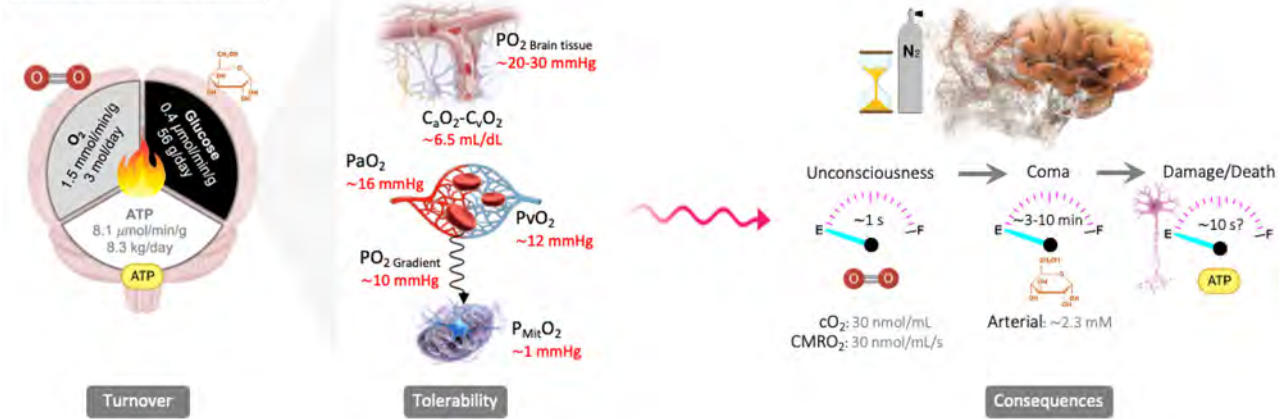 O O
CH₂OH
OH
O₂
1.5 mmol/min/g
3 mol/day
Glucose
0.4 µmol/min/g
56 g/day
ATP
8.1 µmol/min/g
8.3 kg/day
ATP
Turnover
PO₂ Brain tissue
~20-30 mmHg
CₐO₂-CᵥO₂
~6.5 mL/dL
PaO₂
~16 mmHg
PvO₂
~12 mmHg
PO₂ Gradient
~10 mmHg
P_MitO₂
~1 mmHg
Tolerability
N₂
Unconsciousness
Coma
Damage/Death
~1 s
E F
~3-10 min
E F
~10 s?
E F
O O
ATP
cO₂: 30 nmol/mL
CMRO₂: 30 nmol/mL/s
Arterial: ~2.3 mM
Consequences